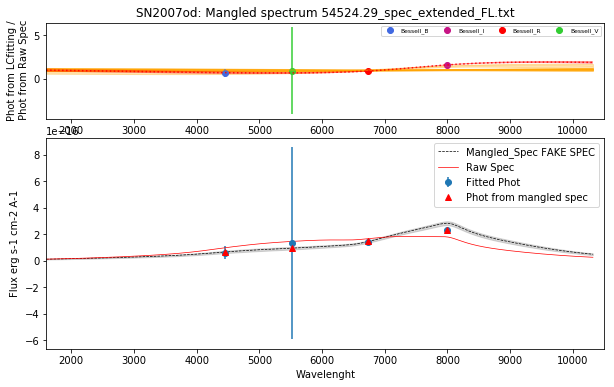 SN2007od: Mangled spectrum 54524.29_spec_extended_FL.txt
Phot from LCfitting /
Phot from Raw Spec
5
0
Bessell_B
Bessell_I
Bessell_R
Bessell_V
2000 3000 4000 5000 6000 7000 8000 9000 10000
1e−16
Flux erg s-1 cm-2 A-1
8
6
4
2
0
−2
−4
−6
Mangled_Spec FAKE SPEC
Raw Spec
Fitted Phot
Phot from mangled spec
2000 3000 4000 5000 6000 7000 8000 9000 10000
Wavelenght